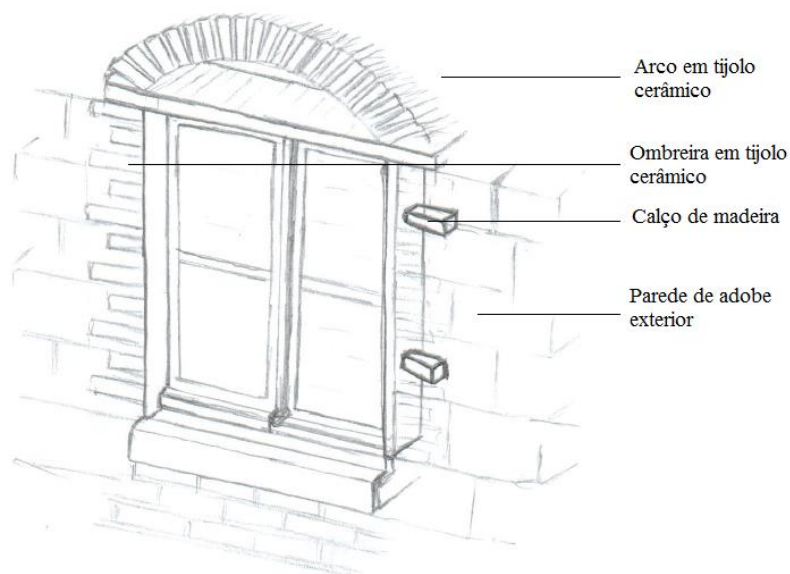 Arco em tijolo
cerâmico
Ombreira em tijolo
cerâmico
Calço de madeira
Parede de adobe
exterior